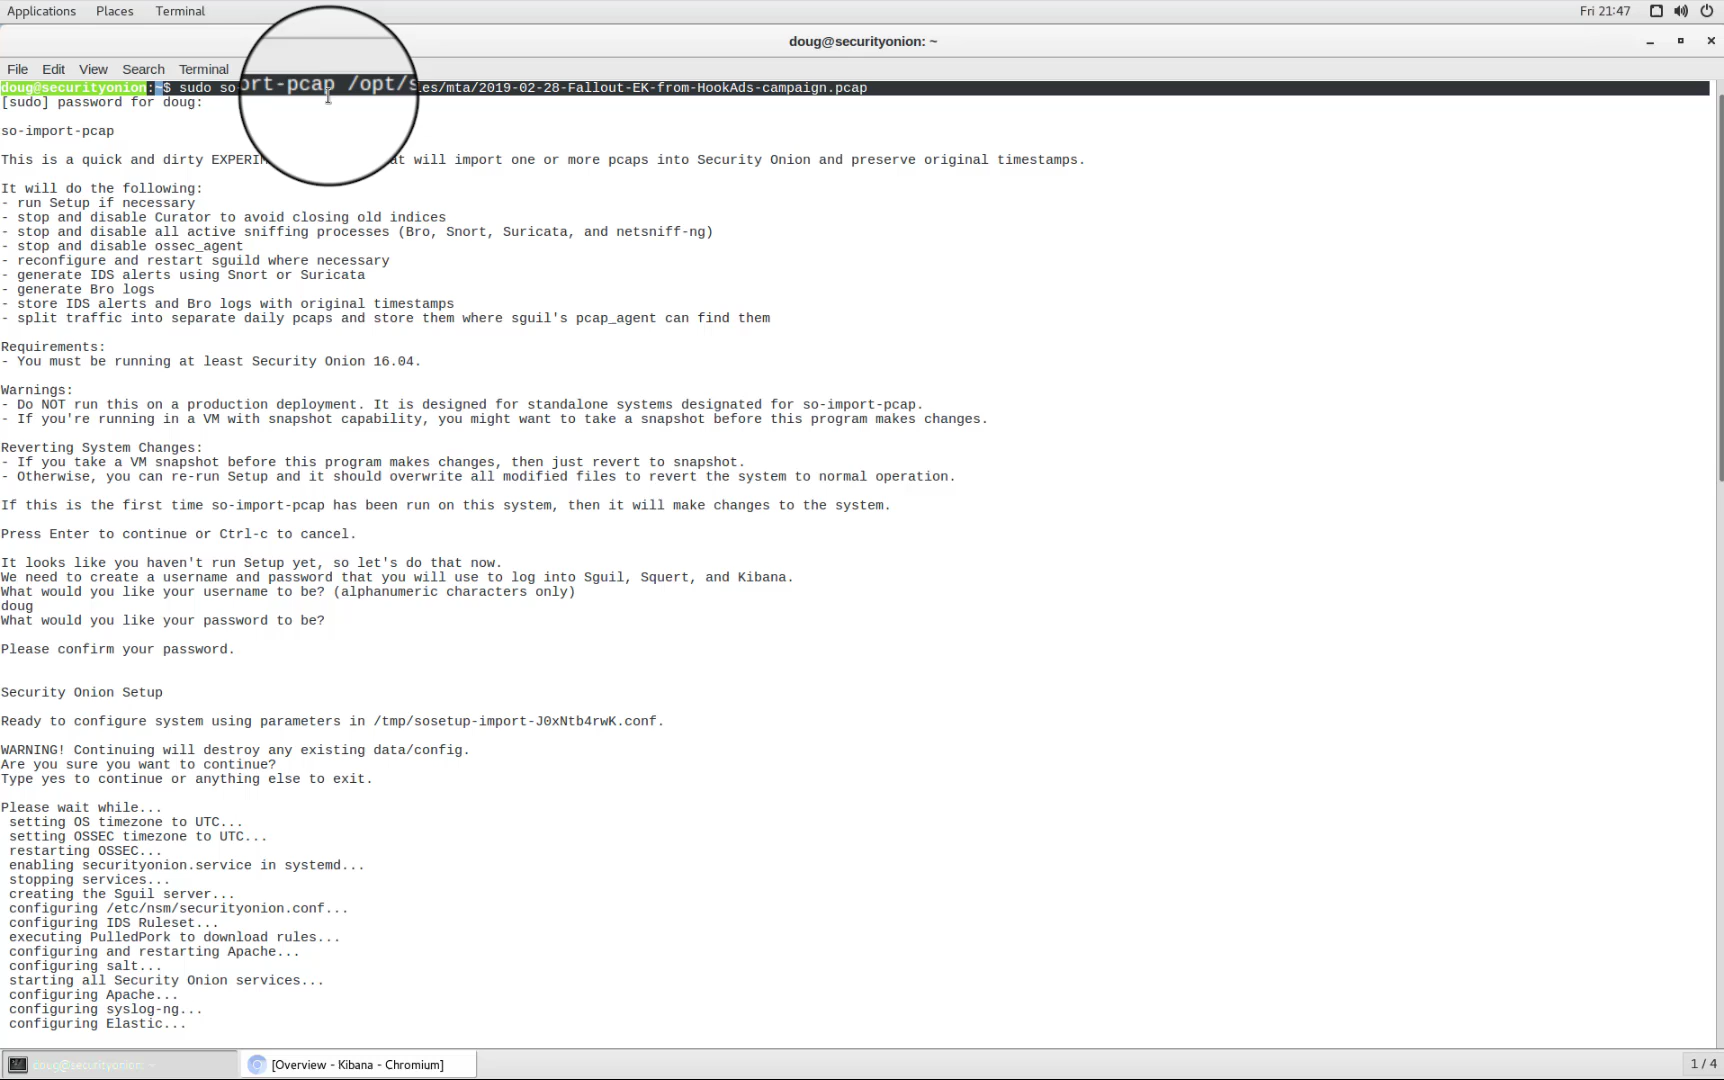 Applications Places Terminal Fri 21:47
doug@securityonion: ~
File Edit View Search Terminal
doug@securityonion:~$ sudo so ort-pcap /opt/s es/mta/2019-02-28-Fallout-EK-from-HookAds-campaign.pcap
[sudo] password for doug:
so-import-pcap
This is a quick and dirty will import one or more pcaps into Security Onion and preserve original timestamps.
It will do the following:
- run Setup if necessary
- stop and disable Curator to avoid closing old indices
- stop and disable all active sniffing processes (Bro, Snort, Suricata, and netsniff-ng)
- stop and disable ossec_agent
- reconfigure and restart sguild where necessary
- generate IDS alerts using Snort or Suricata
- generate Bro logs
- store IDS alerts and Bro logs with original timestamps
- split traffic into separate daily pcaps and store them where sguil's pcap_agent can find them
Requirements:
- You must be running at least Security Onion 16.04.
Warnings:
- Do NOT run this on a production deployment. It is designed for standalone systems designated for so-import-pcap.
- If you're running in a VM with snapshot capability, you might want to take a snapshot before this program makes changes.
Reverting System Changes:
- If you take a VM snapshot before this program makes changes, then just revert to snapshot.
- Otherwise, you can re-run Setup and it should overwrite all modified files to revert the system to normal operation.
If this is the first time so-import-pcap has been run on this system, then it will make changes to the system.
Press Enter to continue or Ctrl-c to cancel.
It looks like you haven't run Setup yet, so let's do that now.
We need to create a username and password that you will use to log into Sguil, Squert, and Kibana.
What would you like your username to be? (alphanumeric characters only)
doug
What would you like your password to be?
Please confirm your password.
Security Onion Setup
Ready to configure system using parameters in /tmp/sosetup-import-J0xNtb4rwK.conf.
WARNING! Continuing will destroy any existing data/config.
Are you sure you want to continue?
Type yes to continue or anything else to exit.
Please wait while...
setting OS timezone to UTC...
setting OSSEC timezone to UTC...
restarting OSSEC...
enabling securityonion.service in systemd...
stopping services...
creating the Sguil server...
configuring /etc/nsm/securityonion.conf...
configuring IDS Ruleset...
executing PulledPork to download rules...
configuring and restarting Apache...
configuring salt...
starting all Security Onion services...
configuring Apache...
configuring syslog-ng...
configuring Elastic...
doug@securityonion: ~ [Overview - Kibana - Chromium] 1 / 4